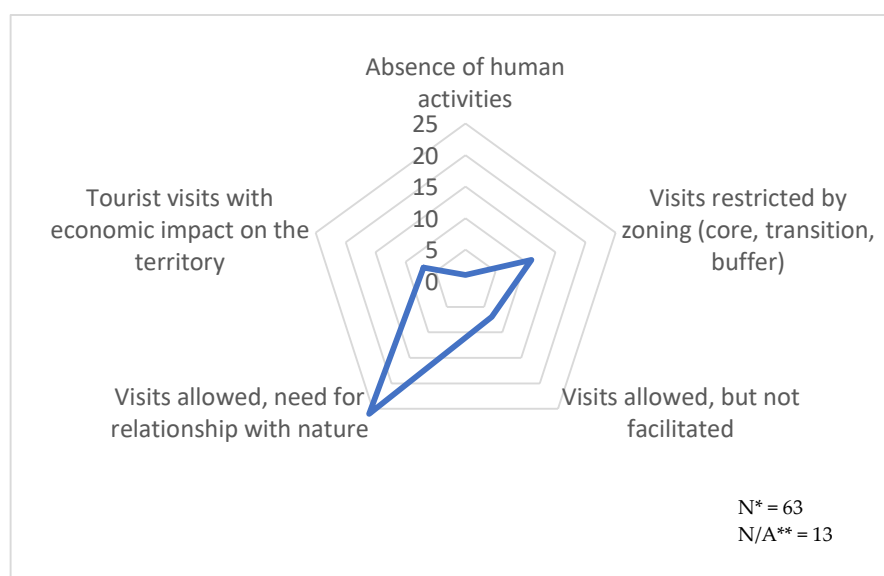 Absence of human
activities
25
20
15
10
5
0
Visits restricted by
zoning (core, transition,
buffer)
Visits allowed, but not
facilitated
Visits allowed, need for
relationship with nature
Tourist visits with
economic impact on the
territory
N* = 63
N/A** = 13